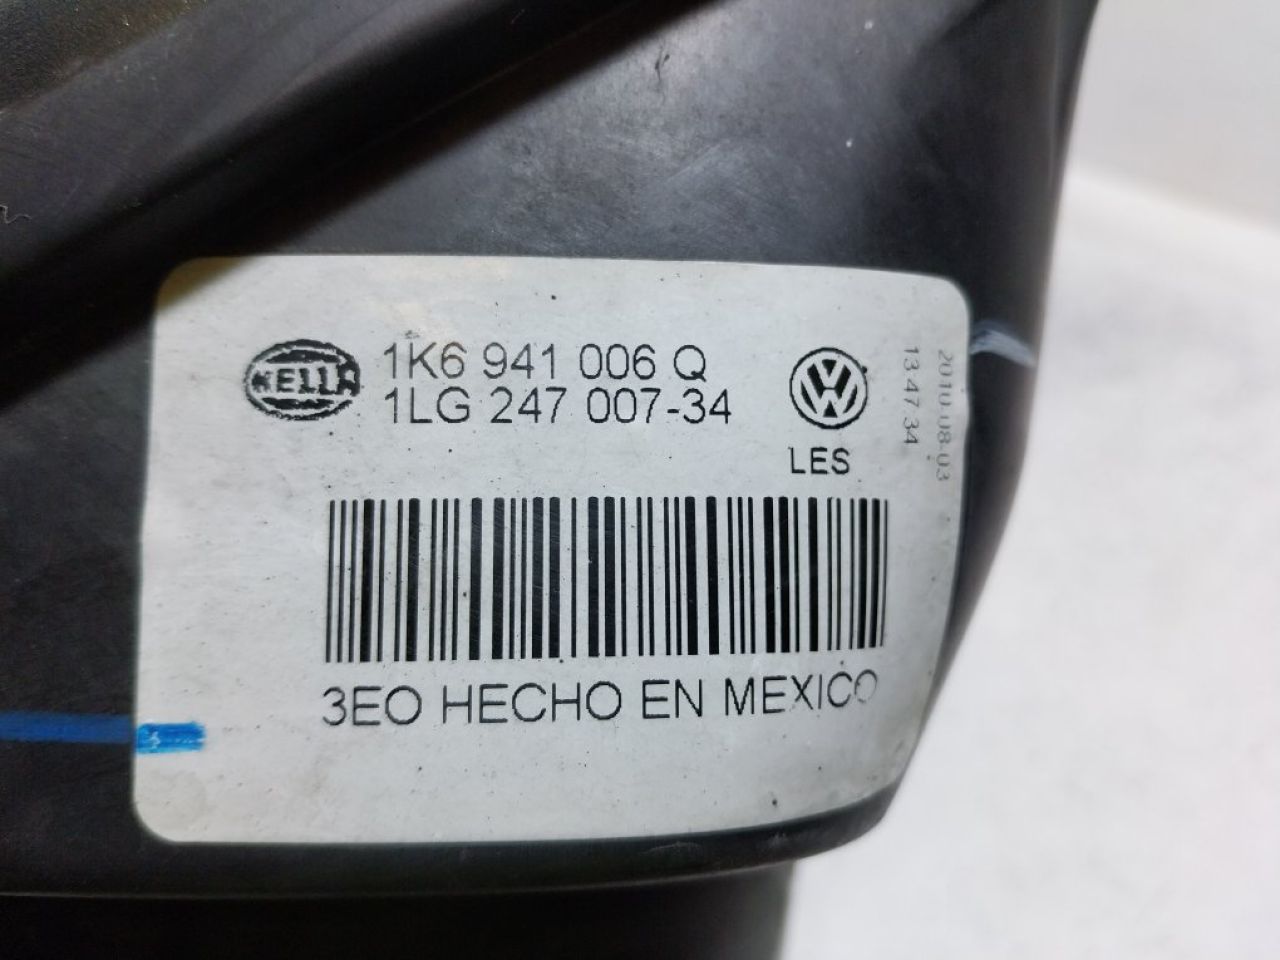 HELLA
1K6 941 006 Q
1LG 247 007-34
VW
LES
2010-08-03
13 47 34
3EO HECHO EN MEXICO